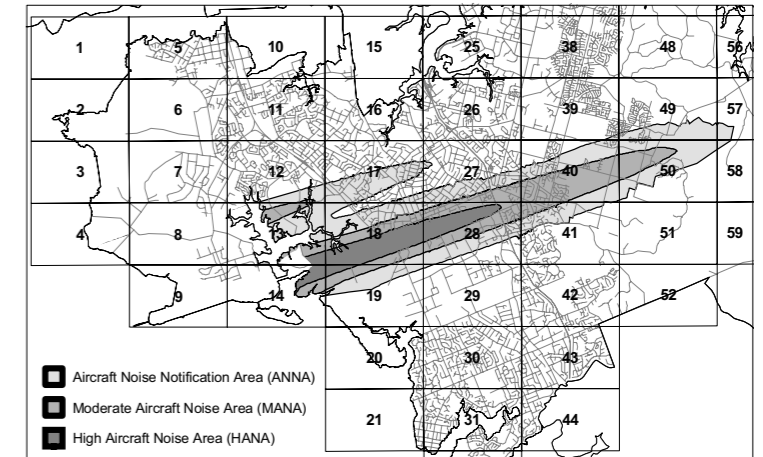 1 5 10 15 25 38 48 56
2 6 11 16 26 39 49 57
3 7 12 17 27 40 50 58
4 8 13 18 28 41 51 59
9 14 19 29 42 52
20 30 43
Aircraft Noise Notification Area (ANNA)
Moderate Aircraft Noise Area (MANA)
21 31 44
High Aircraft Noise Area (HANA)